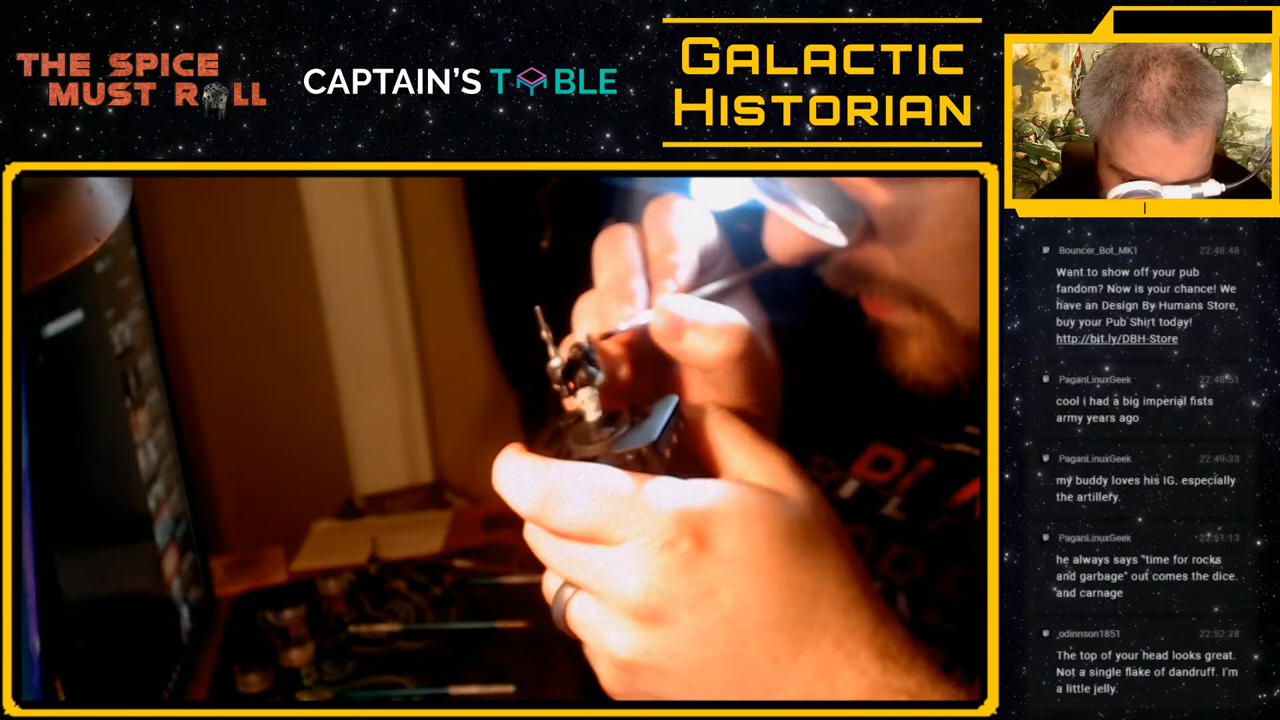 THE SPICE
MUST ROLL
CAPTAIN'S TABLE
GALACTIC
HISTORIAN
Bouncer_Bot_MK1 22:48:48
Want to show off your pub
fandom? Now is your chance! We
have an Design By Humans Store,
buy your Pub Shirt today!
http://bit.ly/DBH-Store
PaganLinuxGeek 22:48:51
cool i had a big imperial fists
army years ago
PaganLinuxGeek 22:49:33
my buddy loves his IG. especially
the artillery.
PaganLinuxGeek 22:51:13
he always says "time for rocks
and garbage" out comes the dice.
and carnage
_odinnson1851 22:52:28
The top of your head looks great.
Not a single flake of dandruff. I'm
a little jelly.